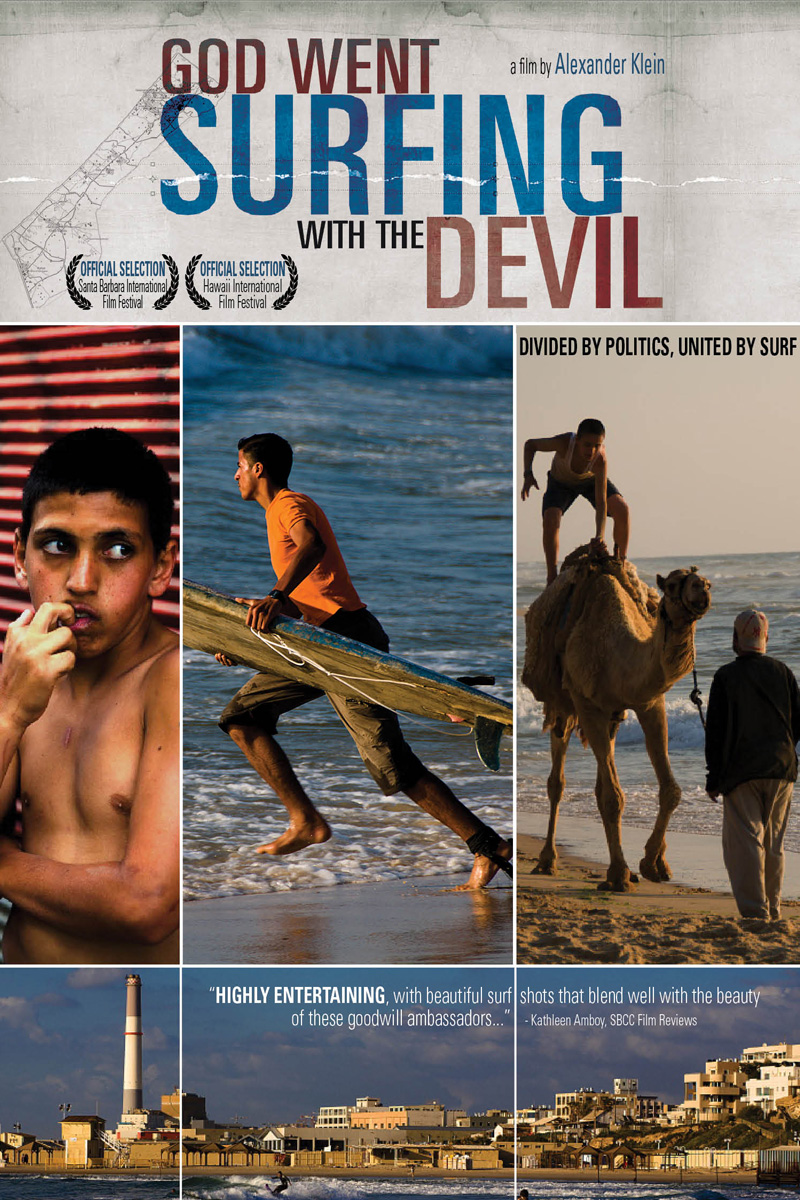 GOD WENT
a film by Alexander Klein
SURFING
WITH THE DEVIL
OFFICIAL SELECTION
Santa Barbara International
Film Festival
OFFICIAL SELECTION
Hawaii International
Film Festival
DIVIDED BY POLITICS, UNITED BY SURF
“HIGHLY ENTERTAINING, with beautiful surf shots that blend well with the beauty
of these goodwill ambassadors...” - Kathleen Amboy, SBCC Film Reviews